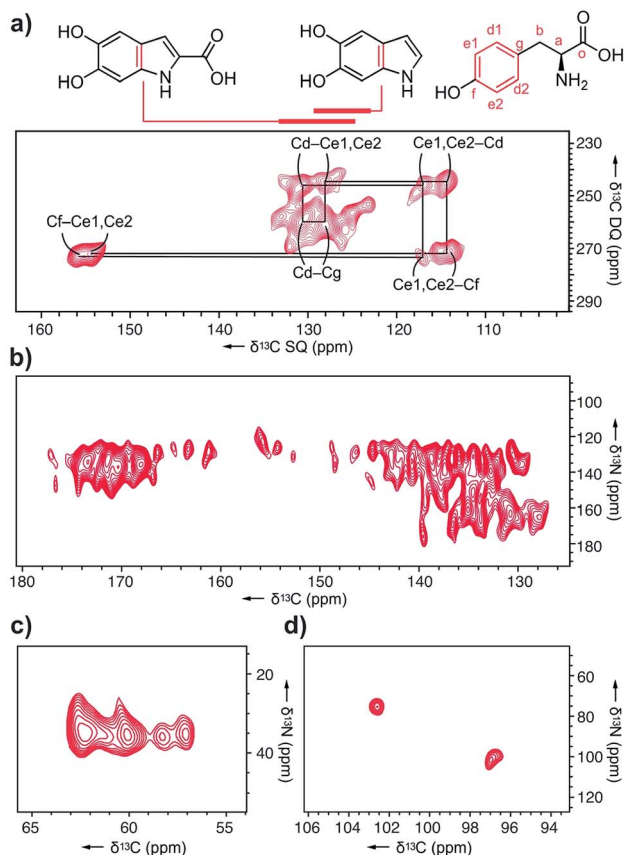 a)
HO
HO
N
H
O
OH
HO
HO
N
H
e1
d1
g
b
a
o
O
OH
NH₂
HO
f
e2
d2
Cd–Ce1,Ce2
Ce1,Ce2–Cd
Cf–Ce1,Ce2
Cd–Cg
Ce1,Ce2–Cf
230
250
270
290
δ¹³C DQ (ppm)
160 150 140 130 120 110
δ¹³C SQ (ppm)
b)
100
120
140
160
180
δ¹³N (ppm)
180 170 160 150 140 130
δ¹³C (ppm)
c)
20
40
δ¹³N (ppm)
65 60 55
δ¹³C (ppm)
d)
60
80
100
120
δ¹³N (ppm)
106 104 102 100 98 96 94
δ¹³C (ppm)